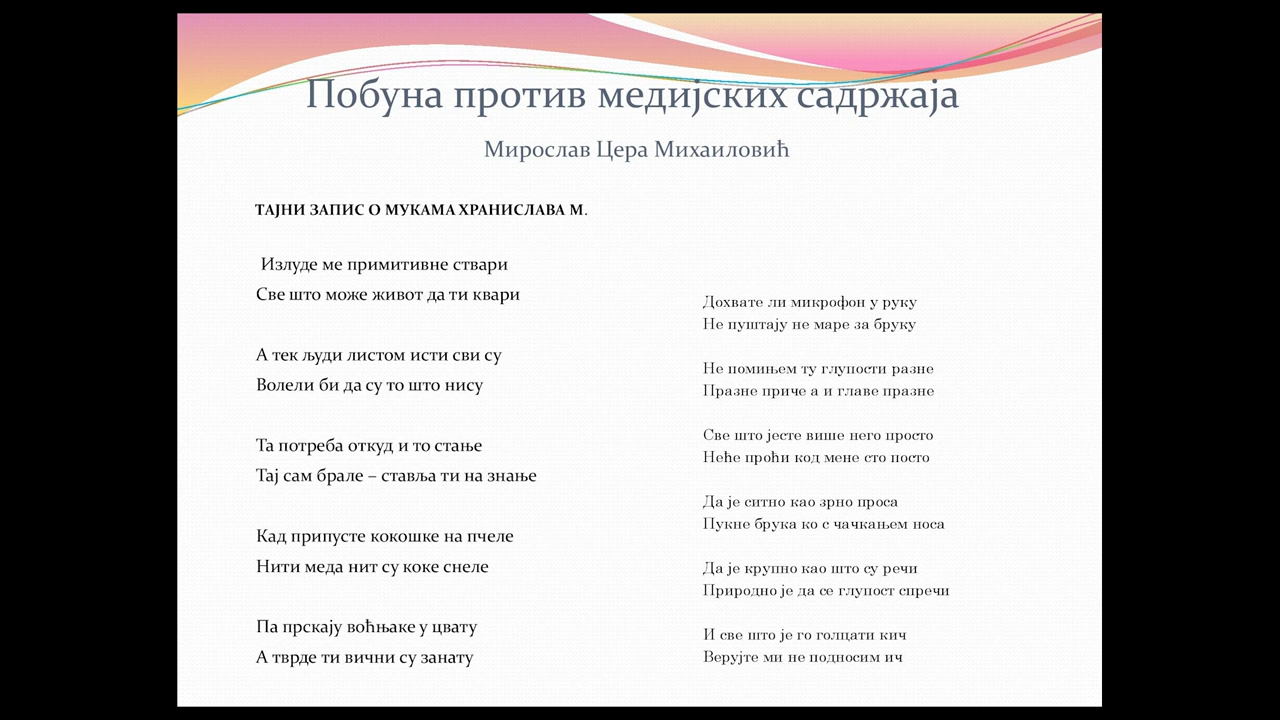 Побуна против медијских садржаја
Мирослав Цера Михаиловић
ТАЈНИ ЗАПИС О МУКАМА ХРАНИСЛАВА М.
Излуде ме примитивне ствари
Све што може живот да ти квари
А тек људи листом исти сви су
Волели би да су то што нису
Та потреба откуд и то стање
Тај сам брале – ставља ти на знање
Кад припусте кокошке на пчеле
Нити меда нит су коке снеле
Па прскају воћњаке у цвату
А тврде ти вични су занату
Дохвате ли микрофон у руку
Не пуштају не маре за бруку
Не помињем ту глупости разне
Празне приче а и главе празне
Све што јесте више него просто
Неће проћи код мене сто посто
Да је ситно као зрно проса
Пукне брука ко с чачкањем носа
Да је крупно као што су речи
Природно је да се глупост спречи
И све што је го голцати кич
Верујте ми не подносим ич